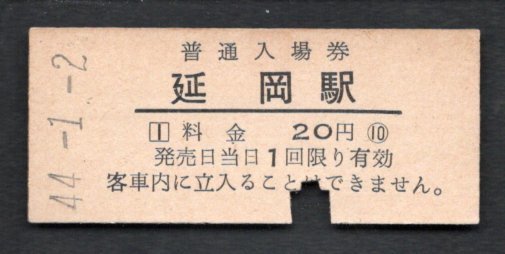 44-1-2
普通入場券
延岡駅
1 料金 20円 ⑩
発売日当日1回限り有効
客車内に立入ることはできません。